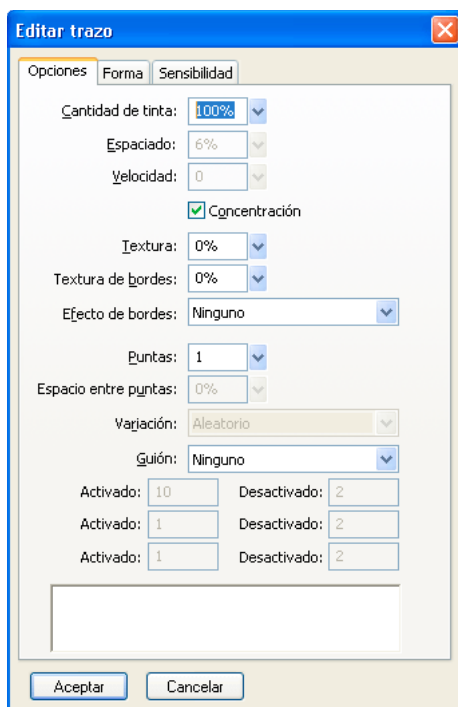 Editar trazo
Opciones Forma Sensibilidad
Cantidad de tinta: 100%
Espaciado: 6%
Velocidad: 0
Concentración
Textura: 0%
Textura de bordes: 0%
Efecto de bordes: Ninguno
Puntas: 1
Espacio entre puntas: 0%
Variación: Aleatorio
Guión: Ninguno
Activado: 10 Desactivado: 2
Activado: 1 Desactivado: 2
Activado: 1 Desactivado: 2
Aceptar Cancelar